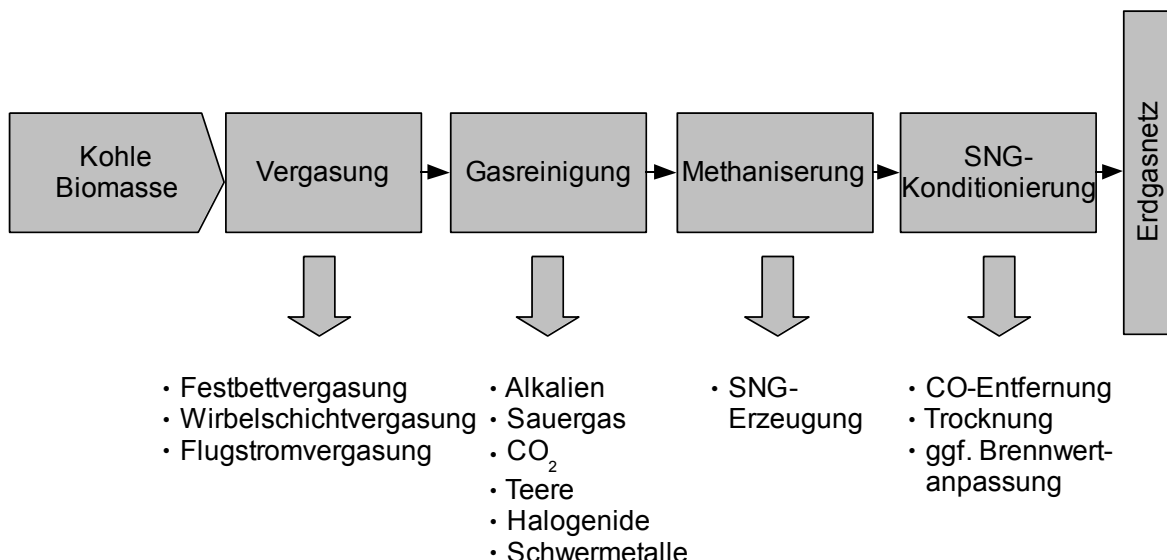 Kohle
Biomasse
Vergasung
Gasreinigung
Methanisierung
SNG-
Konditionierung
Erdgasnetz
· Festbettvergasung
· Wirbelschichtvergasung
· Flugstromvergasung
· Alkalien
· Sauergas
· CO₂
· Teere
· Halogenide
· Schwermetalle
· SNG-
Erzeugung
· CO-Entfernung
· Trocknung
· ggf. Brennwert-
anpassung